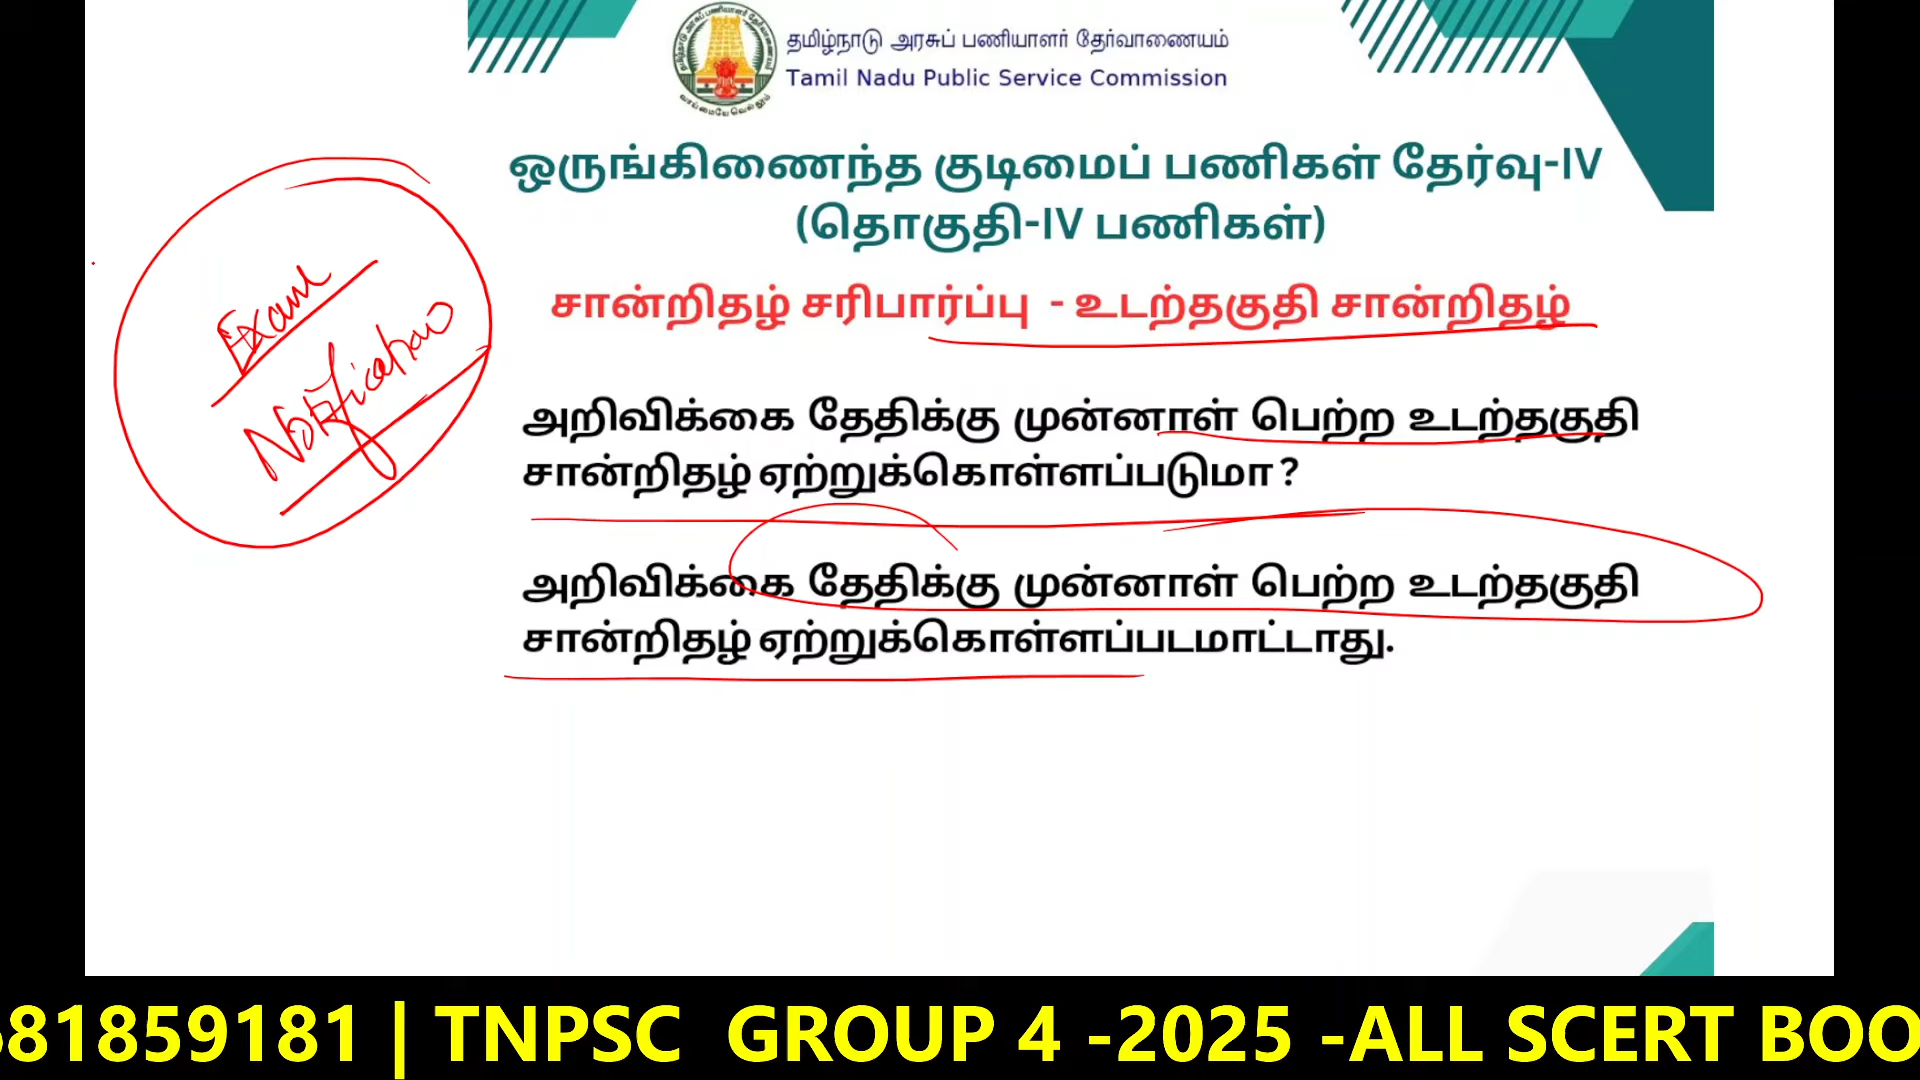 தமிழ்நாடு அரசுப் பணியாளர் தேர்வாணையம்
Tamil Nadu Public Service Commission
ஒருங்கிணைந்த குடிமைப் பணிகள் தேர்வு-IV
(தொகுதி-IV பணிகள்)
சான்றிதழ் சரிபார்ப்பு - உடற்தகுதி சான்றிதழ்
Exam
Notification
அறிவிக்கை தேதிக்கு முன்னாள் பெற்ற உடற்தகுதி
சான்றிதழ் ஏற்றுக்கொள்ளப்படுமா ?
அறிவிக்கை தேதிக்கு முன்னாள் பெற்ற உடற்தகுதி
சான்றிதழ் ஏற்றுக்கொள்ளப்படமாட்டாது.
81859181 | TNPSC GROUP 4 -2025 -ALL SCERT BOO